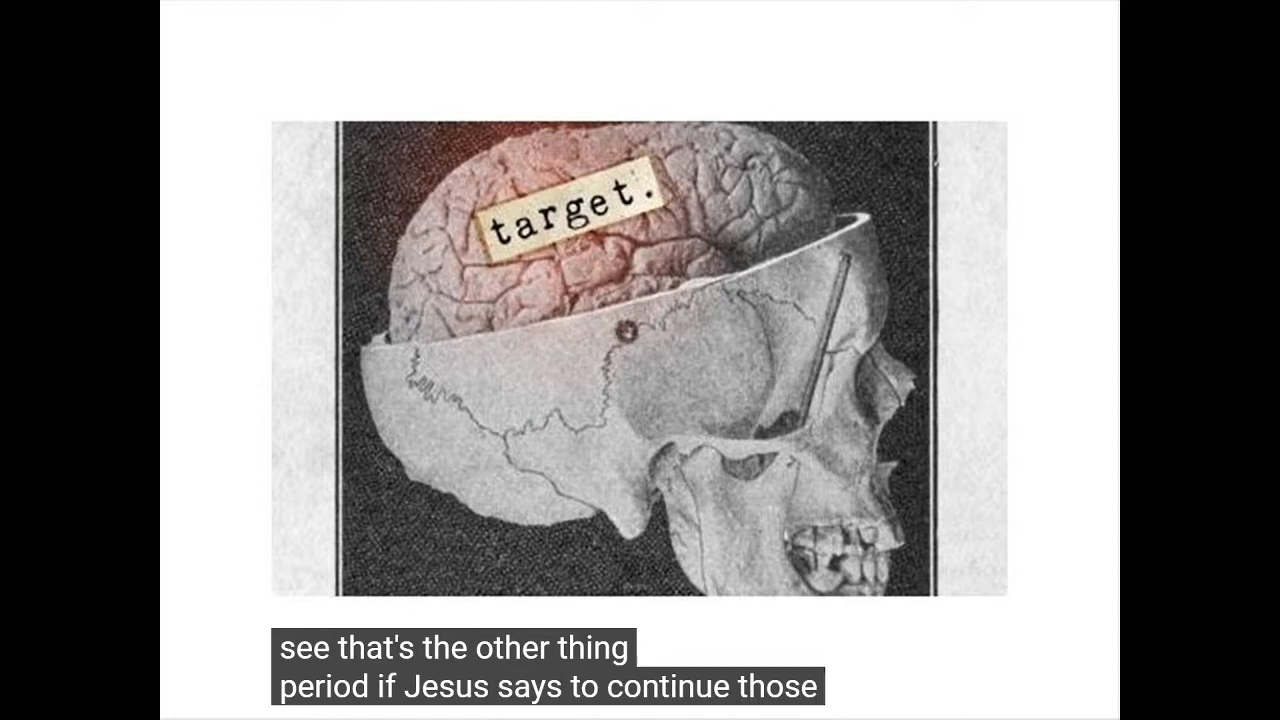 target.
see that's the other thing
period if Jesus says to continue those